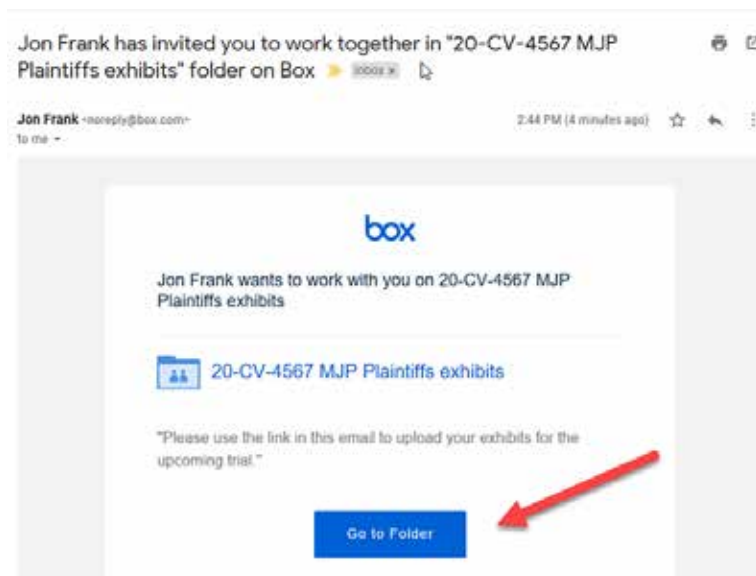 Jon Frank has invited you to work together in "20-CV-4567 MJP
Plaintiffs exhibits" folder on Box
Inbox x
Jon Frank <noreply@box.com>
2:44 PM (4 minutes ago)
to me
box
Jon Frank wants to work with you on 20-CV-4567 MJP
Plaintiffs exhibits
20-CV-4567 MJP Plaintiffs exhibits
"Please use the link in this email to upload your exhibits for the
upcoming trial."
Go to Folder